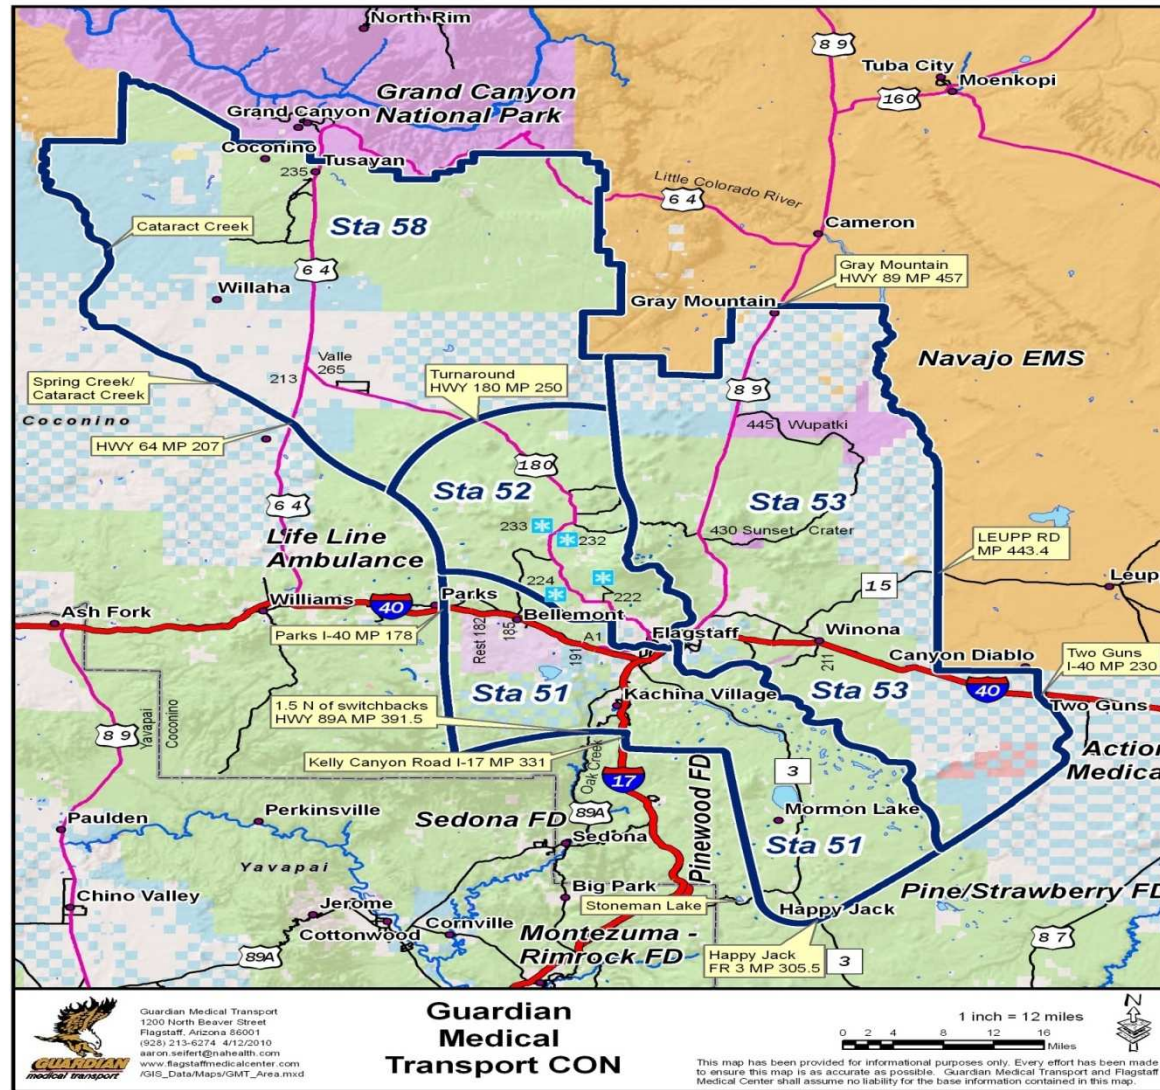 North Rim
89
Tuba City
Moenkopi
160
Grand Canyon
National Park
Grand Canyon
Coconino
Tusayan
235
Little Colorado River
64
Sta 58
Cataract Creek
Cameron
64
Gray Mountain
HWY 89 MP 457
Willaha
Gray Mountain
Navajo EMS
Valle
265
213
Turnaround
HWY 180 MP 250
89
Spring Creek/
Cataract Creek
Coconino
HWY 64 MP 207
445 Wupatki
180
Sta 52
Sta 53
64
233
232
430 Sunset Crater
Life Line
Ambulance
LEUPP RD
MP 443.4
224
222
15
Leup
Ash Fork
Williams
40
Parks
Bellemont
Parks I-40 MP 178
Rest 182
185
191
A1
Flagstaff
Winona
211
Canyon Diablo
Two Guns
I-40 MP 230
40
Two Guns
Sta 51
Kachina Village
Sta 53
1.5 N of switchbacks
HWY 89A MP 391.5
89
Yavapai
Coconino
Kelly Canyon Road I-17 MP 331
Oak Creek
17
Pinewood FD
3
Action
Medical
Mormon Lake
Perkinsville
Paulden
Sedona FD
89A
Sedona
Sta 51
Yavapai
Big Park
Stoneman Lake
Pine/Strawberry FD
Chino Valley
Jerome
Cottonwood
Cornville
Happy Jack
Montezuma -
Rimrock FD
89A
Happy Jack
FR 3 MP 305.5
3
87
GUARDIAN
medical transport
Guardian Medical Transport
1200 North Beaver Street
Flagstaff, Arizona 86001
(928) 213-6274 4/12/2010
aaron.seifert@nahealth.com
www.flagstaffmedicalcenter.com
/GIS_Data/Maps/GMT_Area.mxd
Guardian
Medical
Transport CON
1 inch = 12 miles
0 2 4 8 12 16
Miles
N
This map has been provided for informational purposes only. Every effort has been made
to ensure this map is as accurate as possible. Guardian Medical Transport and Flagstaff
Medical Center shall assume no liability for the base information contained in this map.